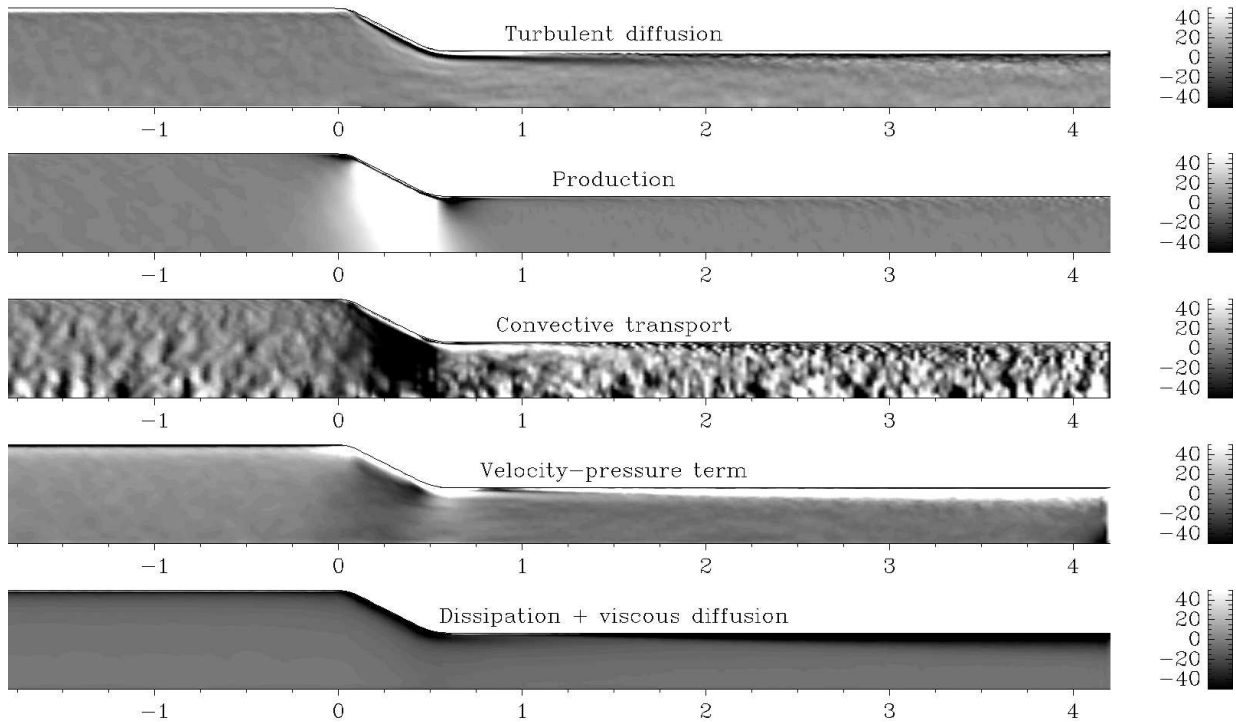 Turbulent diffusion
40
20
0
−20
−40
−1 0 1 2 3 4
Production
40
20
0
−20
−40
−1 0 1 2 3 4
Convective transport
40
20
0
−20
−40
−1 0 1 2 3 4
Velocity−pressure term
40
20
0
−20
−40
−1 0 1 2 3 4
Dissipation + viscous diffusion
40
20
0
−20
−40
−1 0 1 2 3 4